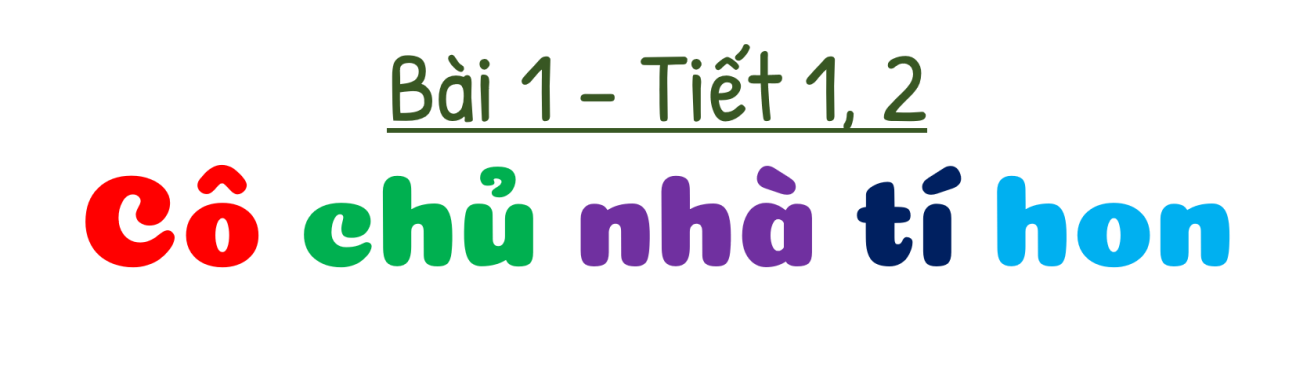 Bài 1 – Tiết 1, 2
Cô chủ nhà tí hon